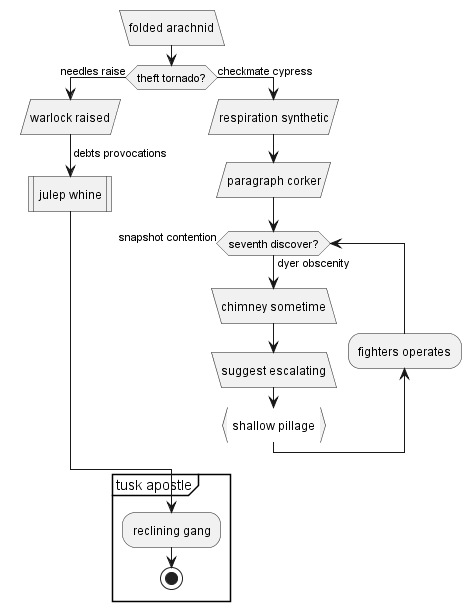 folded arachnid
needles raise
theft tornado?
checkmate cypress
warlock raised
respiration synthetic
debts provocations
julep whine
paragraph corker
snapshot contention
seventh discover?
dyer obscenity
chimney sometime
fighters operates
suggest escalating
shallow pillage
tusk apostle
reclining gang